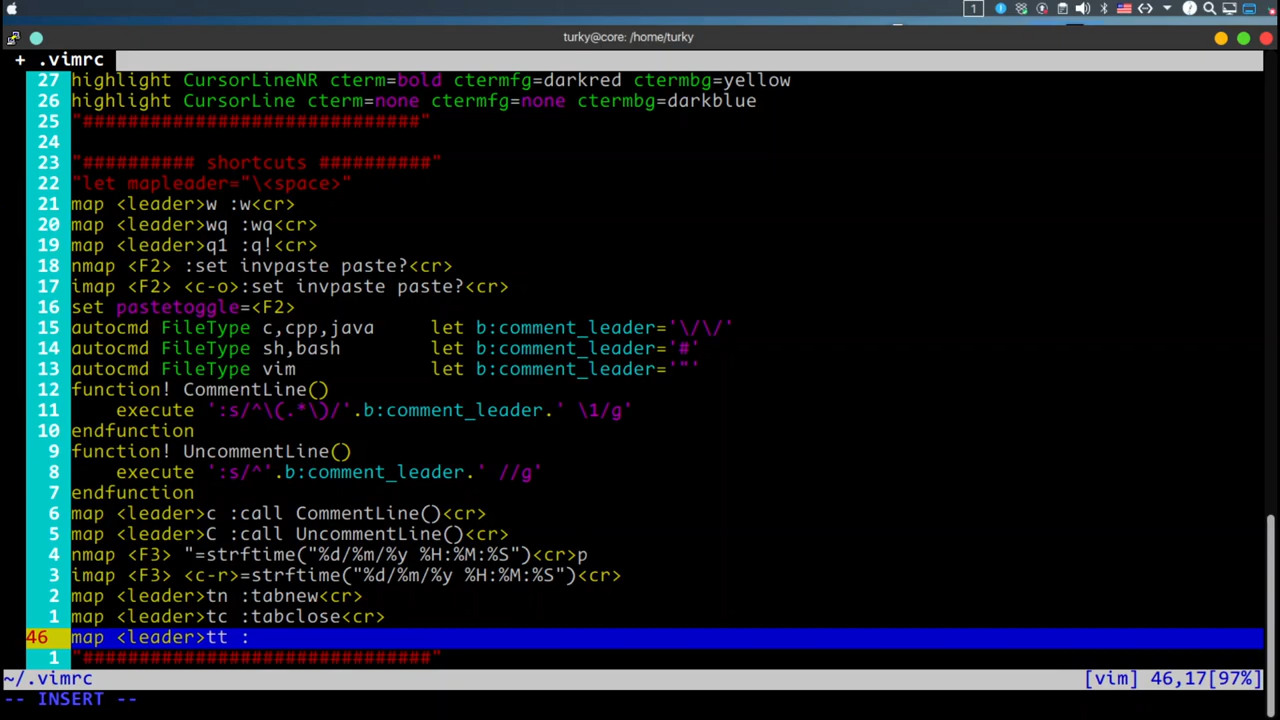 1
turky@core: /home/turky
+ .vimrc
27 highlight CursorLineNR cterm=bold ctermfg=darkred ctermbg=yellow
26 highlight CursorLine cterm=none ctermfg=none ctermbg=darkblue
25 "##############################"
24
23 "########## shortcuts ##########"
22 "let mapleader="\<space>"
21 map <leader>w :w<cr>
20 map <leader>wq :wq<cr>
19 map <leader>q1 :q!<cr>
18 nmap <F2> :set invpaste paste?<cr>
17 imap <F2> <c-o>:set invpaste paste?<cr>
16 set pastetoggle=<F2>
15 autocmd FileType c,cpp,java     let b:comment_leader='\/\/'
14 autocmd FileType sh,bash        let b:comment_leader='#'
13 autocmd FileType vim            let b:comment_leader='"'
12 function! CommentLine()
11     execute ':s/^\(.*\)/'.b:comment_leader.' \1/g'
10 endfunction
9 function! UncommentLine()
8     execute ':s/^'.b:comment_leader.' //g'
7 endfunction
6 map <leader>c :call CommentLine()<cr>
5 map <leader>C :call UncommentLine()<cr>
4 nmap <F3> "=strftime("%d/%m/%y %H:%M:%S")<cr>p
3 imap <F3> <c-r>=strftime("%d/%m/%y %H:%M:%S")<cr>
2 map <leader>tn :tabnew<cr>
1 map <leader>tc :tabclose<cr>
46 map <leader>tt :
1 "##############################"
~/.vimrc [vim] 46,17[97%]
-- INSERT --